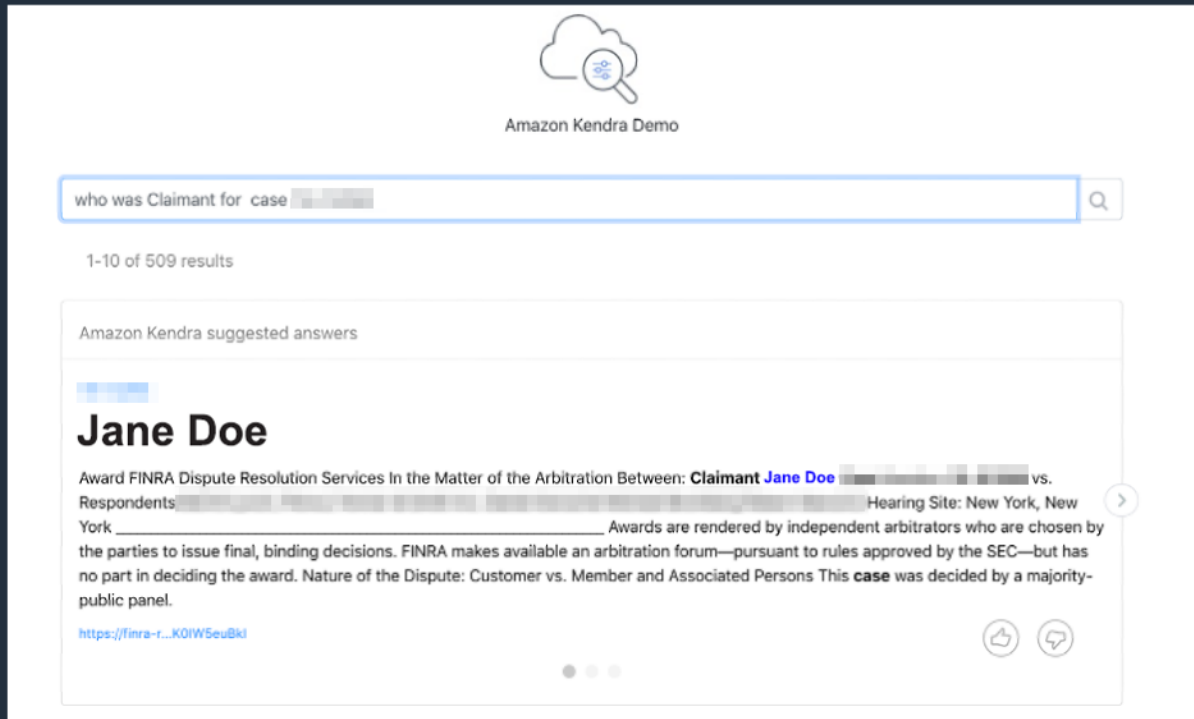 Amazon Kendra Demo
who was Claimant for case
1-10 of 509 results
Amazon Kendra suggested answers
Jane Doe
Award FINRA Dispute Resolution Services In the Matter of the Arbitration Between: Claimant Jane Doe vs.
Respondents Hearing Site: New York, New
York ______ Awards are rendered by independent arbitrators who are chosen by
the parties to issue final, binding decisions. FINRA makes available an arbitration forum—pursuant to rules approved by the SEC—but has
no part in deciding the award. Nature of the Dispute: Customer vs. Member and Associated Persons This case was decided by a majority-
public panel.
https://finra-r...K0IW5euBkI